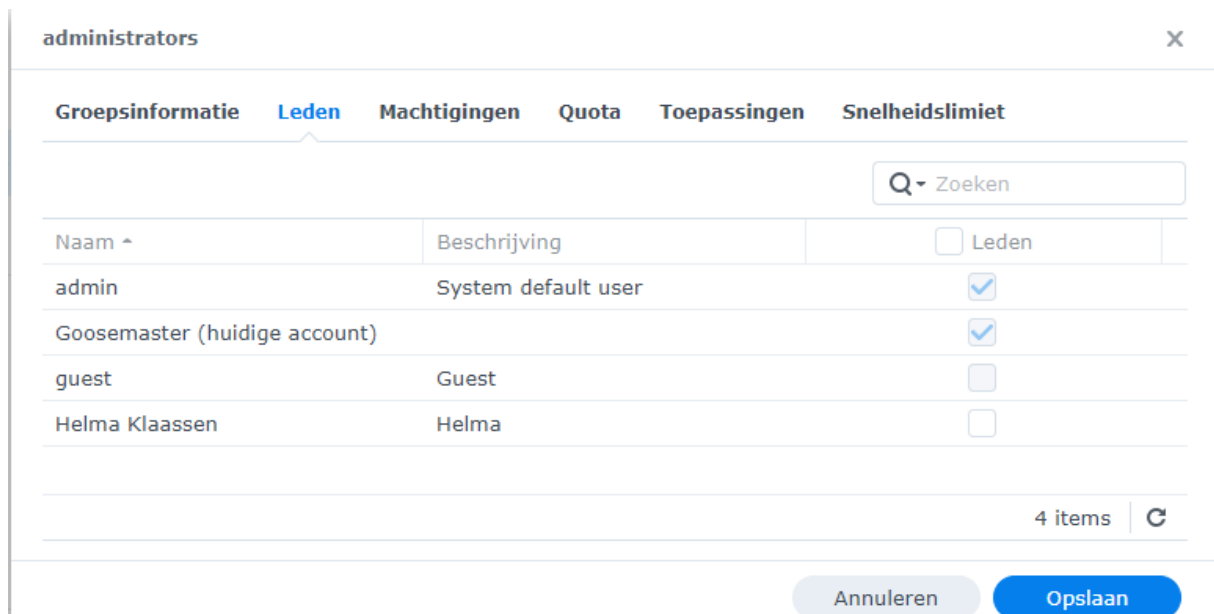 administrators
Groepsinformatie Leden Machtigingen Quota Toepassingen Snelheidslimiet
Zoeken
Naam Beschrijving Leden
admin System default user
Goosemaster (huidige account)
guest Guest
Helma Klaassen Helma
4 items
Annuleren Opslaan